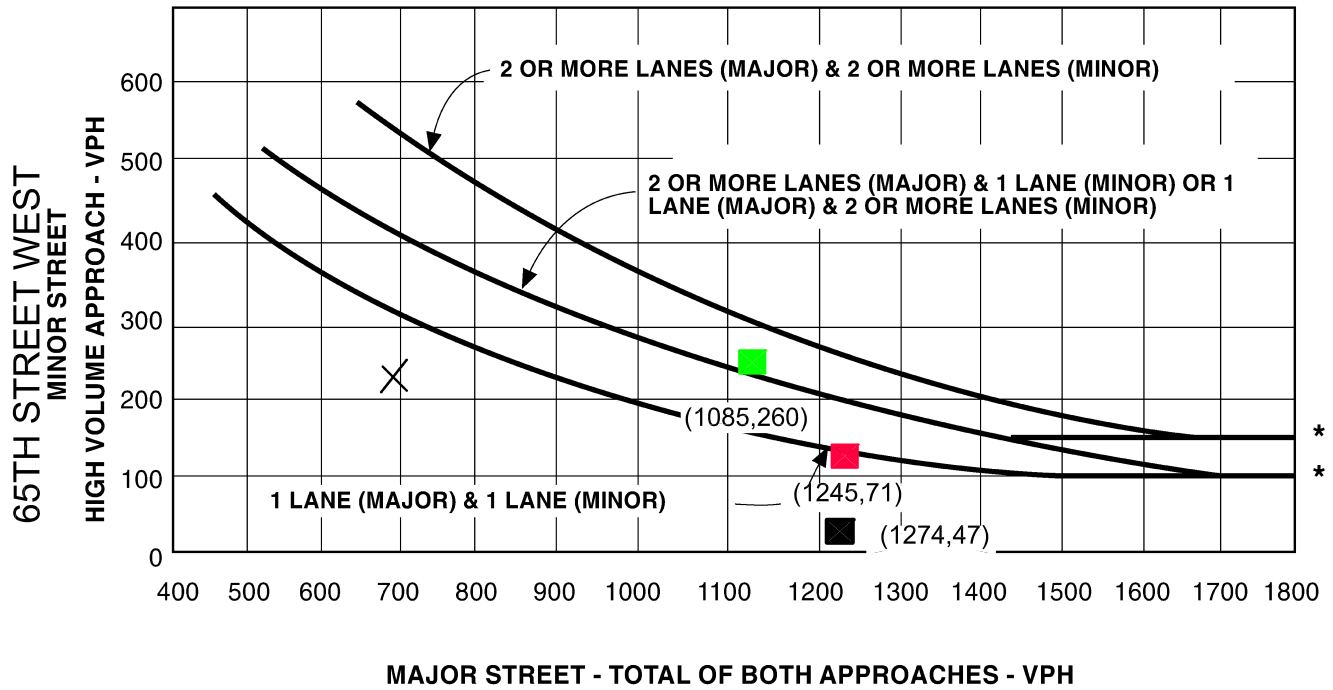 2 OR MORE LANES (MAJOR) & 2 OR MORE LANES (MINOR)
2 OR MORE LANES (MAJOR) & 1 LANE (MINOR) OR 1
LANE (MAJOR) & 2 OR MORE LANES (MINOR)
65TH STREET WEST
MINOR STREET
HIGH VOLUME APPROACH - VPH
600
500
400
300
200
100
0
(1085,260)
*
*
1 LANE (MAJOR) & 1 LANE (MINOR)
(1245,71)
(1274,47)
400 500 600 700 800 900 1000 1100 1200 1300 1400 1500 1600 1700 1800
MAJOR STREET - TOTAL OF BOTH APPROACHES - VPH